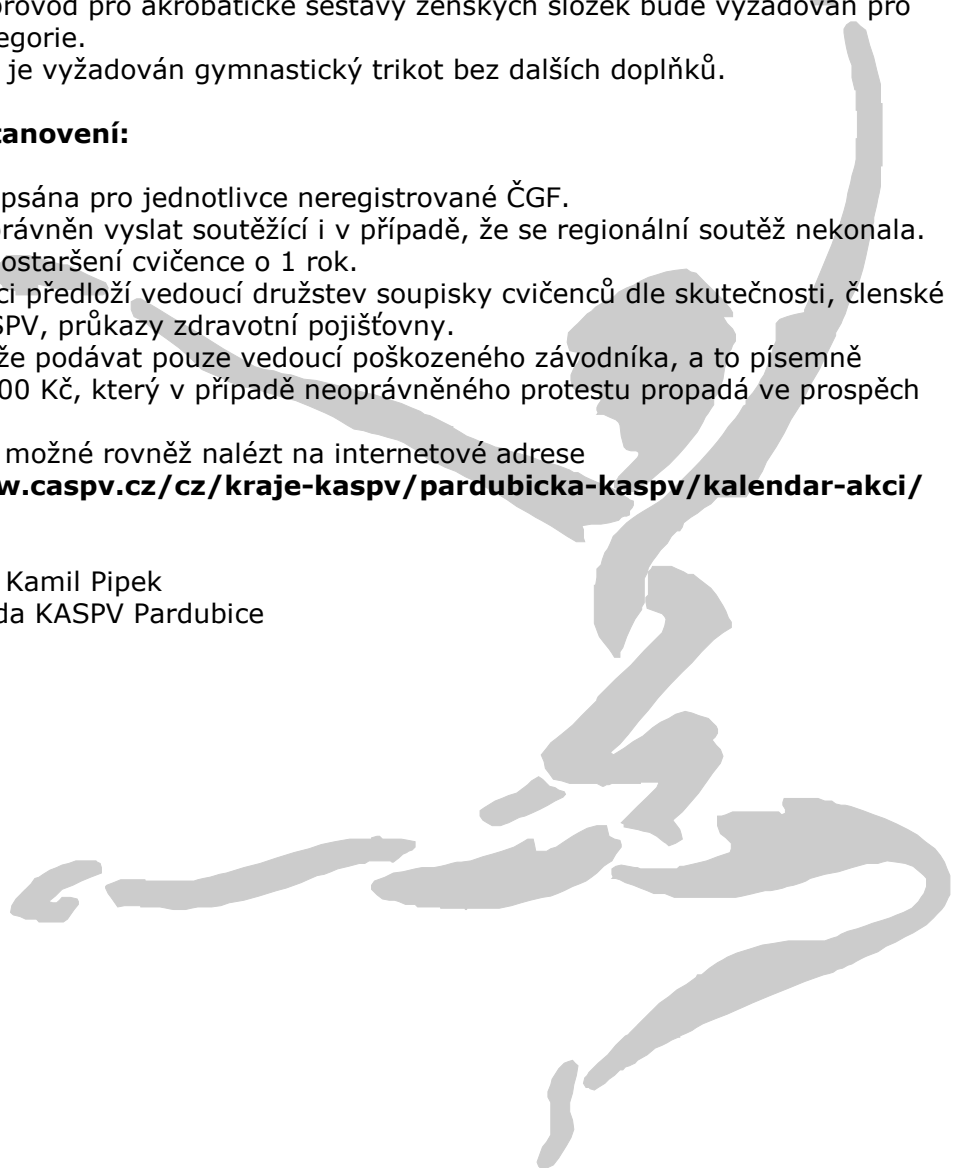 provod pro akrobatické sestavy ženských složek bude vyžadován pro
egorie.
je vyžadován gymnastický trikot bez dalších doplňků.
tanovení:
psána pro jednotlivce neregistrované ČGF.
rávněn vyslat soutěžící i v případě, že se regionální soutěž nekonala.
ostaršení cvičence o 1 rok.
ci předloží vedoucí družstev soupisky cvičenců dle skutečnosti, členské
SPV, průkazy zdravotní pojišťovny.
že podávat pouze vedoucí poškozeného závodníka, a to písemně
00 Kč, který v případě neoprávněného protestu propadá ve prospěch
možné rovněž nalézt na internetové adrese
w.caspv.cz/cz/kraje-kaspv/pardubicka-kaspv/kalendar-akci/
Kamil Pipek
da KASPV Pardubice